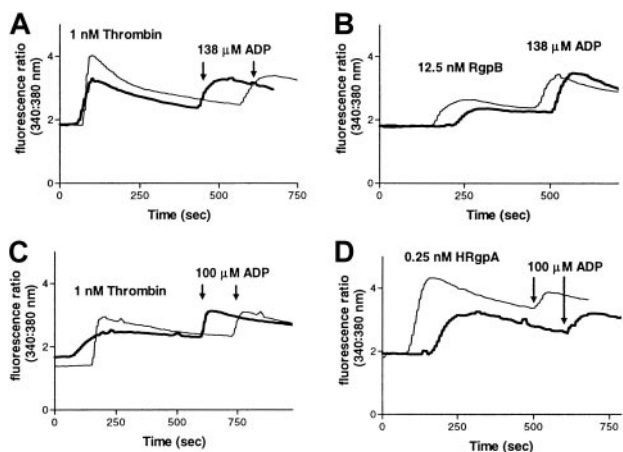 A
1 nM Thrombin
138 µM ADP
fluorescence ratio
(340:380 nm)
4
2
0
0
250
500
750
Time (sec)
B
138 µM ADP
12.5 nM RgpB
fluorescence ratio
(340:380 nm)
4
2
0
0
250
500
Time (sec)
C
100 µM ADP
1 nM Thrombin
fluorescence ratio
(340:380 nm)
4
2
0
0
250
500
750
Time (sec)
D
0.25 nM HRgpA
100 µM ADP
fluorescence ratio
(340:380 nm)
4
2
0
0
250
500
750
Time (sec)